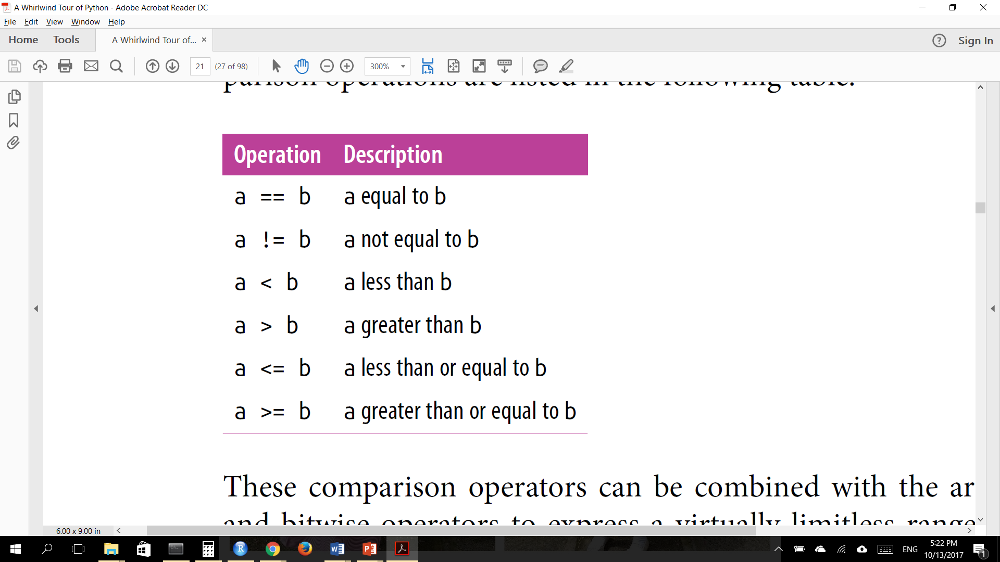 A Whirlwind Tour of Python - Adobe Acrobat Reader DC
File Edit View Window Help
Home Tools A Whirlwind Tour of... × ? Sign In
21 (27 of 98) 300%
parison operations are listed in the following table:
Operation Description
a == b a equal to b
a != b a not equal to b
a < b a less than b
a > b a greater than b
a <= b a less than or equal to b
a >= b a greater than or equal to b
These comparison operators can be combined with the ar
and bitwise operators to express a virtually limitless range
6.00 x 9.00 in
5:22 PM
ENG
10/13/2017
1